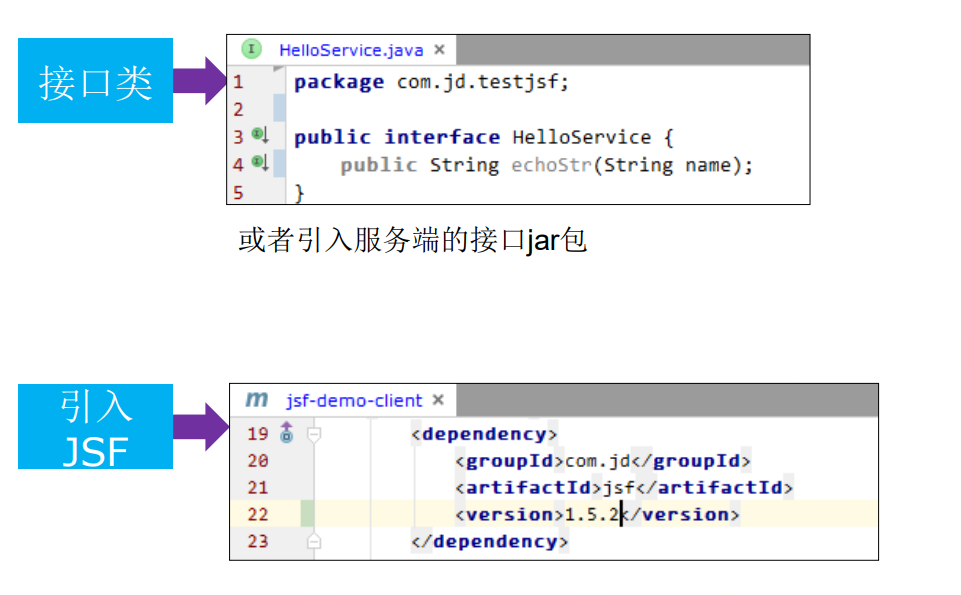 接口类
HelloService.java
1 package com.jd.testjsf;
2
3 public interface HelloService {
4 public String echoStr(String name);
5 }
或者引入服务端的接口jar包
引入
JSF
m jsf-demo-client
19 <dependency>
20 <groupId>com.jd</groupId>
21 <artifactId>jsf</artifactId>
22 <version>1.5.2</version>
23 </dependency>